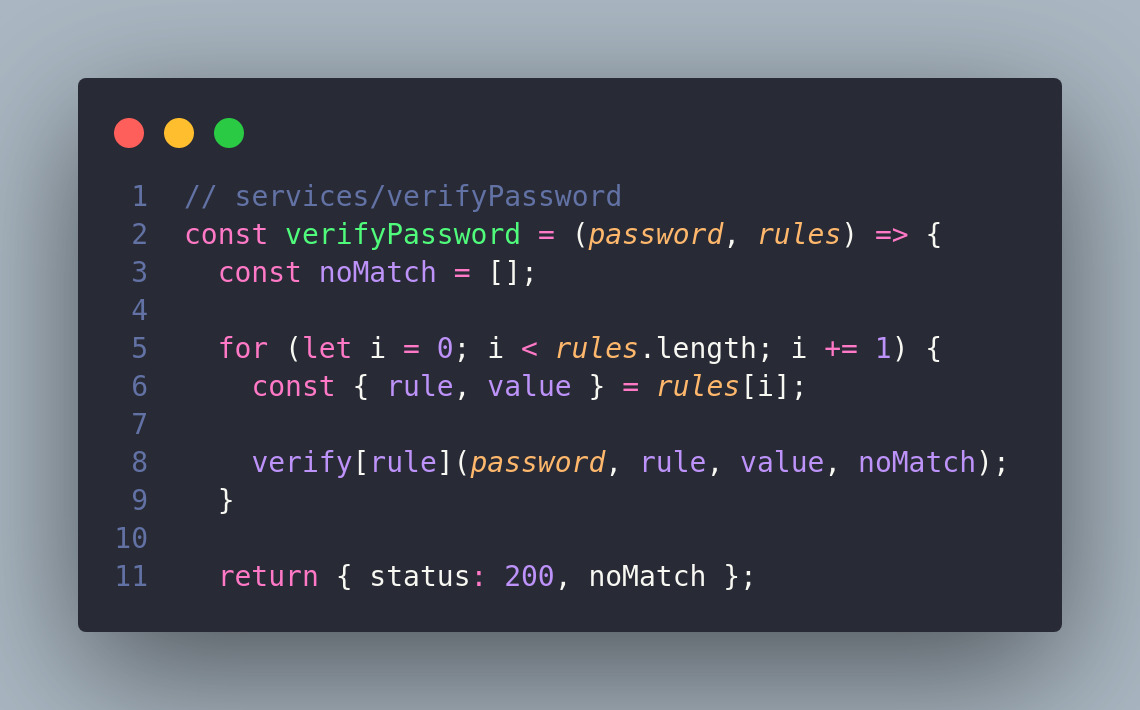 1 // services/verifyPassword
2 const verifyPassword = (password, rules) => {
3   const noMatch = [];
4
5   for (let i = 0; i < rules.length; i += 1) {
6     const { rule, value } = rules[i];
7
8     verify[rule](password, rule, value, noMatch);
9   }
10
11   return { status: 200, noMatch };